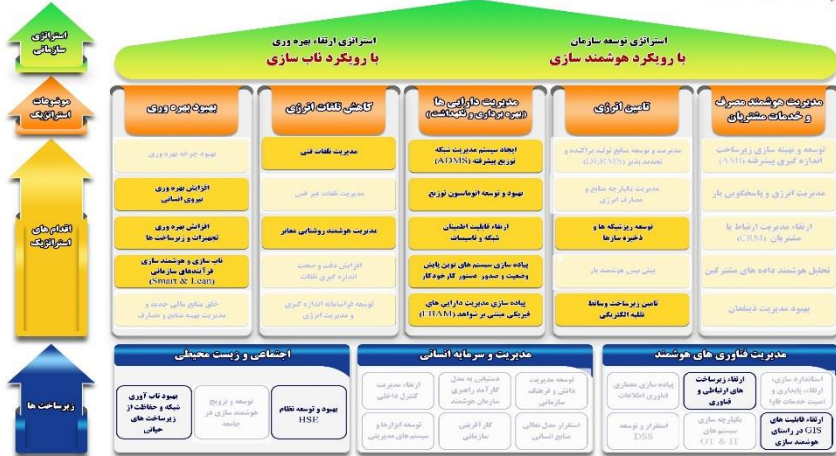 استراتژی
سازمانی
استراتژی توسعه سازمان
با رویکرد هوشمند سازی
استراتژی ارتقاء بهره وری
با رویکرد ناب سازی
موضوعات
استراتژیک
مدیریت هوشمند مصرف
و خدمات مشتریان
تامین انرژی
مدیریت دارایی ها
((بهره برداری و نگهداشت))
کاهش تلفات انرژی
بهبود بهره وری
اقدام های
استراتژیک
توسعه و بهینه سازی زیرساخت
اندازه گیری پیشرفته (AMI)
مدیریت انرژی و پاسخگویی بار
ارتقاء مدیریت ارتباط با
مشتریان (CRM)
تحلیل هوشمند داده های مشترکین
بهبود مدیریت ذینفعان
مدیریت و توسعه منابع تولید پراکنده و
تجدید پذیر (DERMS)
مدیریت یکپارچه منابع و
مصارف انرژی
توسعه ریزشبکه ها و
ذخیره سازها
پیش بینی هوشمند بار
تامین زیرساخت وسائط
نقلیه الکتریکی
ایجاد سیستم مدیریت شبکه
توزیع پیشرفته (ADMS)
بهبود و توسعه اتوماسیون توزیع
ارتقاء قابلیت اطمینان
شبکه و تاسیسات
پیاده سازی سیستم های نوین پایش
وضعیت و صدور دستور کار خودکار
پیاده سازی مدیریت دارایی های
فیزیکی مبتنی بر شواهد (EBAM)
مدیریت تلفات فنی
مدیریت تلفات غیر فنی
مدیریت هوشمند روشنایی معابر
افزایش دقت و صحت
اندازه گیری تلفات
توسعه فراسامانه اندازه گیری
و مدیریت انرژی
بهبود چرخه بهره وری
افزایش بهره وری
نیروی انسانی
افزایش بهره وری
تجهیزات و زیرساخت ها
ناب سازی و هوشمند سازی
فرآیندهای سازمانی
(Smart & Lean)
خلق منابع مالی جدید و
مدیریت بهینه منابع و مصارف
زیرساخت ها
مدیریت فناوری های هوشمند
استانداردسازی،
ارتقاء، پایداری و
امنیت خدمات فاوا
ارتقاء زیرساخت
های ارتباطی و
فناوری
پیاده سازی معماری
فناوری اطلاعات
ارتقاء قابلیت های
GIS در راستای
هوشمند سازی
یکپارچه سازی
سیستم های
OT & IT
استقرار و توسعه
DSS
مدیریت و سرمایه انسانی
توسعه مدیریت
دانش و فرهنگ
سازمانی
دستیابی به مدل
کارآمد راهبری
سازمان هوشمند
ارتقاء مدیریت
کنترل داخلی
استقرار مدل تعالی
منابع انسانی
کارآفرینی
سازمانی
توسعه ابزارها و
سیستم های مدیریتی
اجتماعی و زیست محیطی
بهبود و توسعه نظام
HSE
توسعه و ترویج
هوشمند سازی در
جامعه
بهبود تاب آوری
شبکه و حفاظت از
زیرساخت های
حیاتی